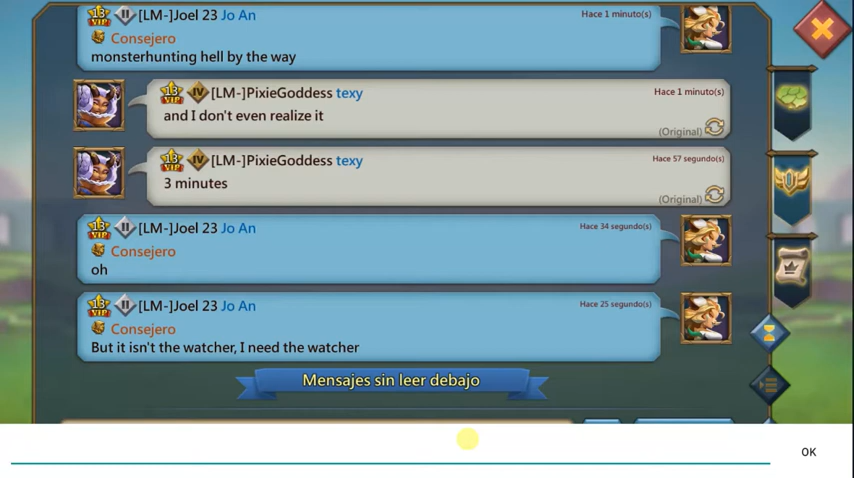 13 VIP II [LM-]Joel 23 Jo An Hace 1 minuto(s)
Consejero
monsterhunting hell by the way
13 VIP IV [LM-]PixieGoddess texy Hace 1 minuto(s)
and I don't even realize it
(Original)
13 VIP IV [LM-]PixieGoddess texy Hace 57 segundo(s)
3 minutes
(Original)
13 VIP II [LM-]Joel 23 Jo An Hace 34 segundo(s)
Consejero
oh
13 VIP II [LM-]Joel 23 Jo An Hace 25 segundo(s)
Consejero
But it isn't the watcher, I need the watcher
Mensajes sin leer debajo
OK